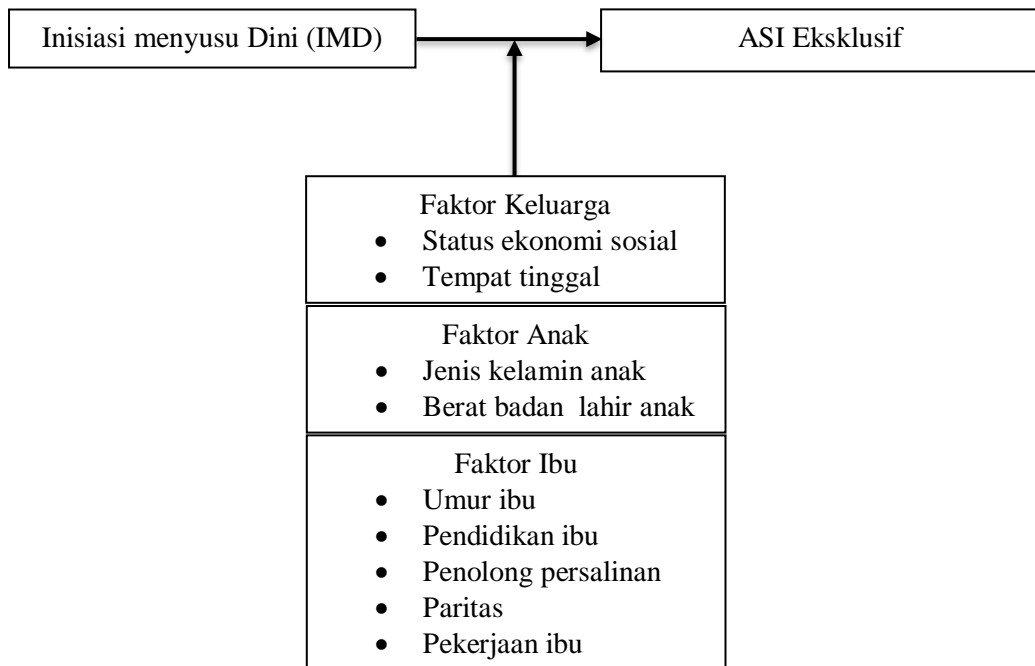 Inisiasi menyusu Dini (IMD)
ASI Eksklusif
Faktor Keluarga
• Status ekonomi sosial
• Tempat tinggal
Faktor Anak
• Jenis kelamin anak
• Berat badan lahir anak
Faktor Ibu
• Umur ibu
• Pendidikan ibu
• Penolong persalinan
• Paritas
• Pekerjaan ibu